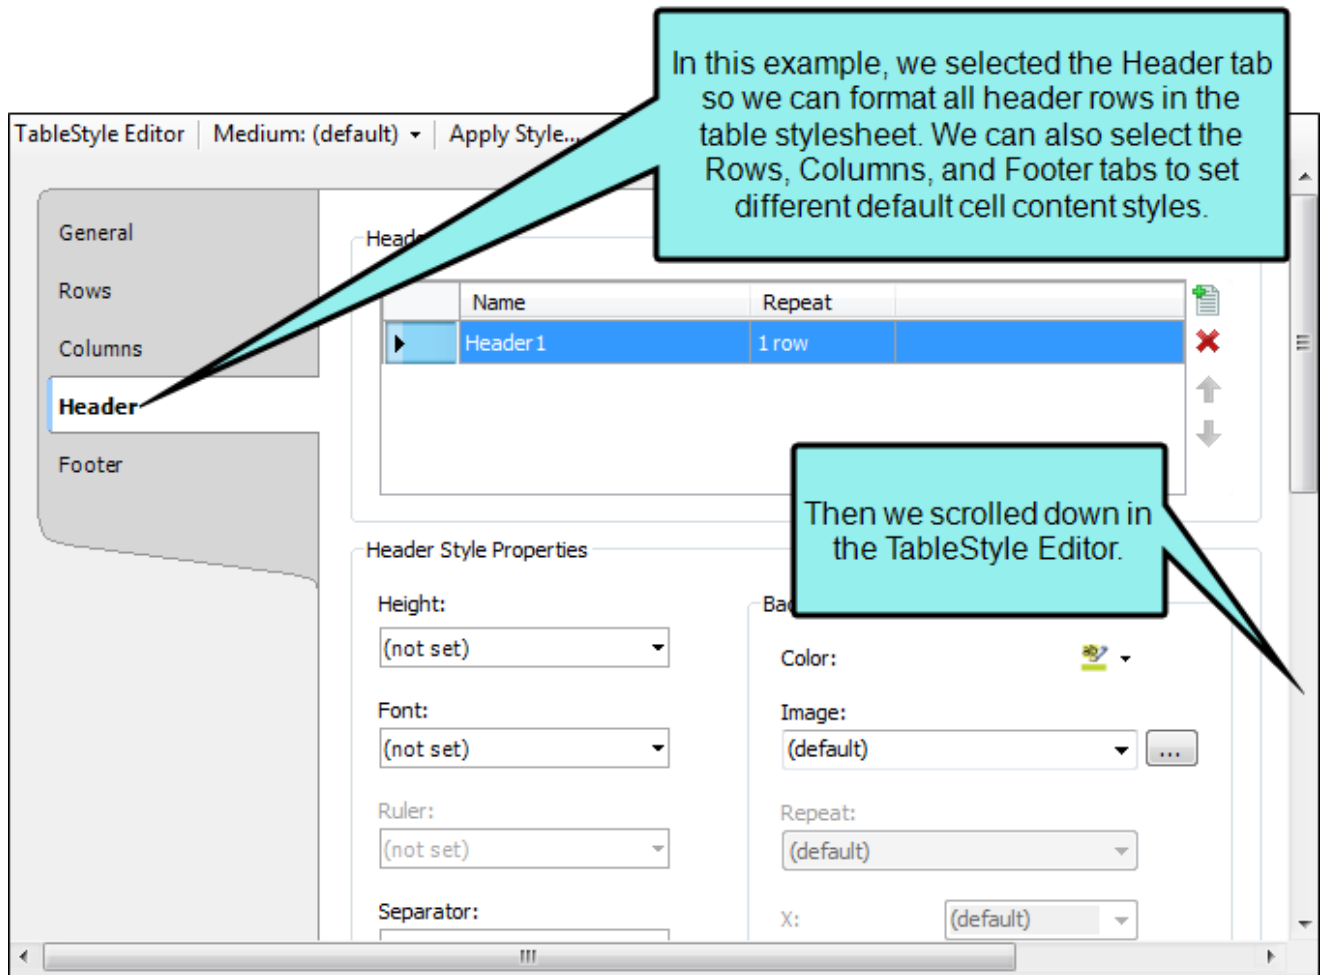 In this example, we selected the Header tab
so we can format all header rows in the
table stylesheet. We can also select the
Rows, Columns, and Footer tabs to set
different default cell content styles.
TableStyle Editor Medium: (default) Apply Style...
General
Rows
Columns
Header
Footer
Name Repeat
Header1 1 row
Then we scrolled down in
the TableStyle Editor.
Header Style Properties
Height:
(not set)
Font:
(not set)
Ruler:
(not set)
Separator:
Color:
Image:
(default) ...
Repeat:
(default)
X: (default)